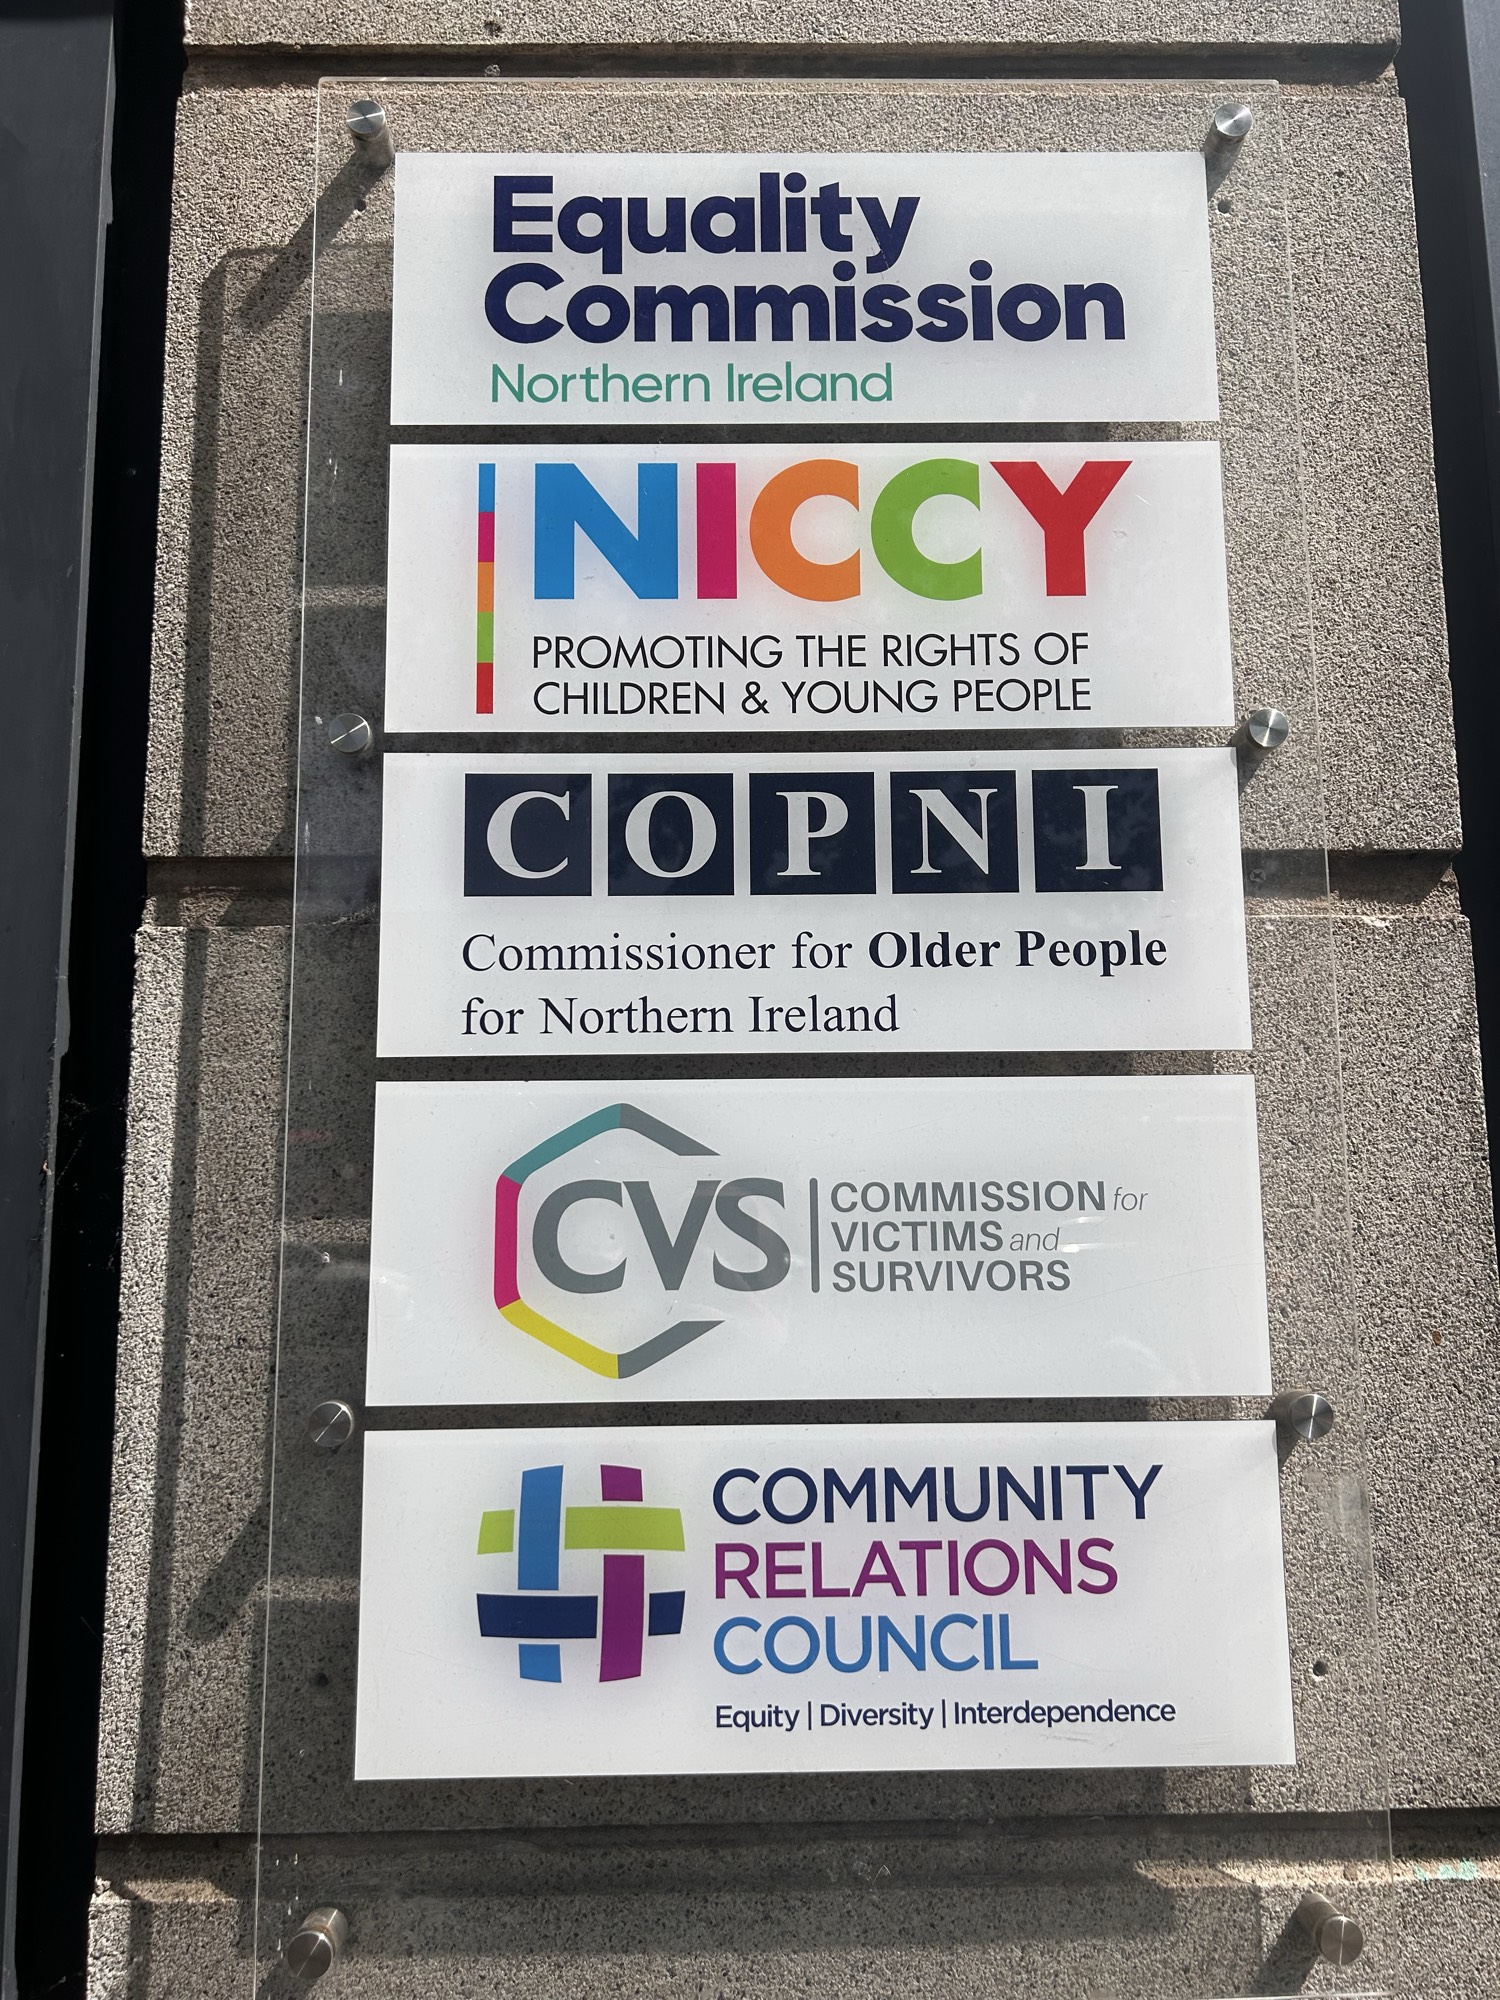 Equality
Commission
Northern Ireland
NICCY
PROMOTING THE RIGHTS OF
CHILDREN & YOUNG PEOPLE
COPNI
Commissioner for Older People
for Northern Ireland
CVS
COMMISSION for
VICTIMS and
SURVIVORS
COMMUNITY
RELATIONS
COUNCIL
Equity | Diversity | Interdependence